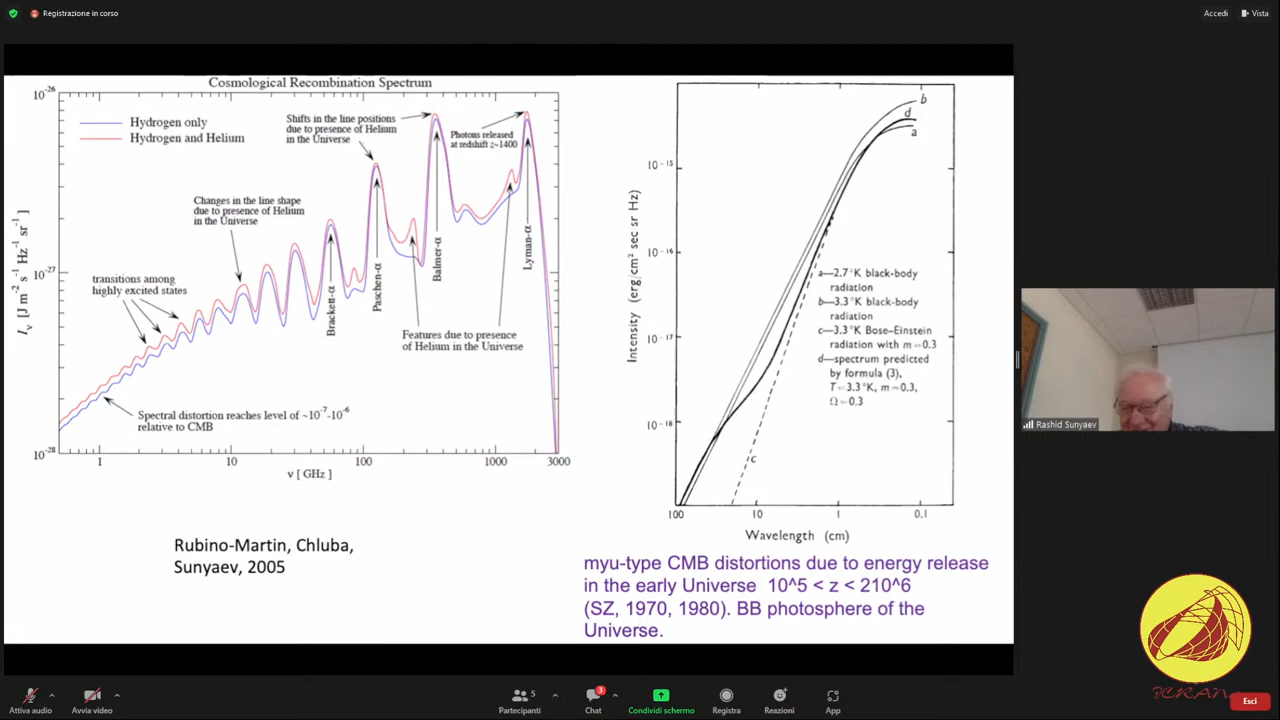 Registrazione in corso
Accedi
Vista
Cosmological Recombination Spectrum
10^-26
10^-27
10^-28
I_ν [J m^-2 s^-1 Hz^-1 sr^-1]
Hydrogen only
Hydrogen and Helium
Shifts in the line positions
due to presence of Helium
in the Universe
Photons released
at redshift z~1400
Changes in the line shape
due to presence of Helium
in the Universe
transitions among
highly excited states
Brackett-α
Paschen-α
Balmer-α
Lyman-α
Features due to presence
of Helium in the Universe
Spectral distortion reaches level of ~10^-7-10^-6
relative to CMB
1
10
100
1000
3000
ν [ GHz ]
Rubino-Martin, Chluba,
Sunyaev, 2005
b
d
a
10^-15
10^-16
10^-17
10^-18
Intensity (erg/cm² sec sr Hz)
a—2.7 °K black-body
radiation
b—3.3 °K black-body
radiation
c—3.3 °K Bose–Einstein
radiation with m=0.3
d—spectrum predicted
by formula (3),
T=3.3 °K, m=0.3,
Ω=0.3
c
100
10
1
0.1
Wavelength (cm)
myu-type CMB distortions due to energy release
in the early Universe 10^5 < z < 210^6
(SZ, 1970, 1980). BB photosphere of the
Universe.
Rashid Sunyaev
Attiva audio
Avvia video
5
Partecipanti
3
Chat
Condividi schermo
Registra
Reazioni
App
ICRANet
Esci